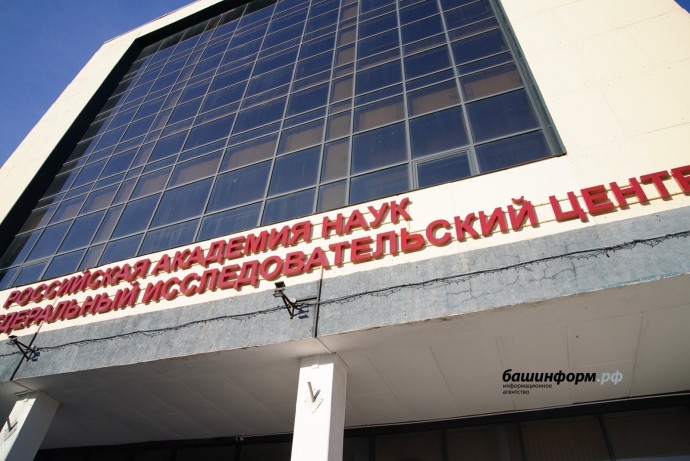 РОССИЙСКАЯ АКАДЕМИЯ НАУК
ДЕРАЛЬНЫЙ ИССЛЕДОВАТЕЛЬСКИЙ ЦЕНТР
башинформ.рф
информационное
агентство